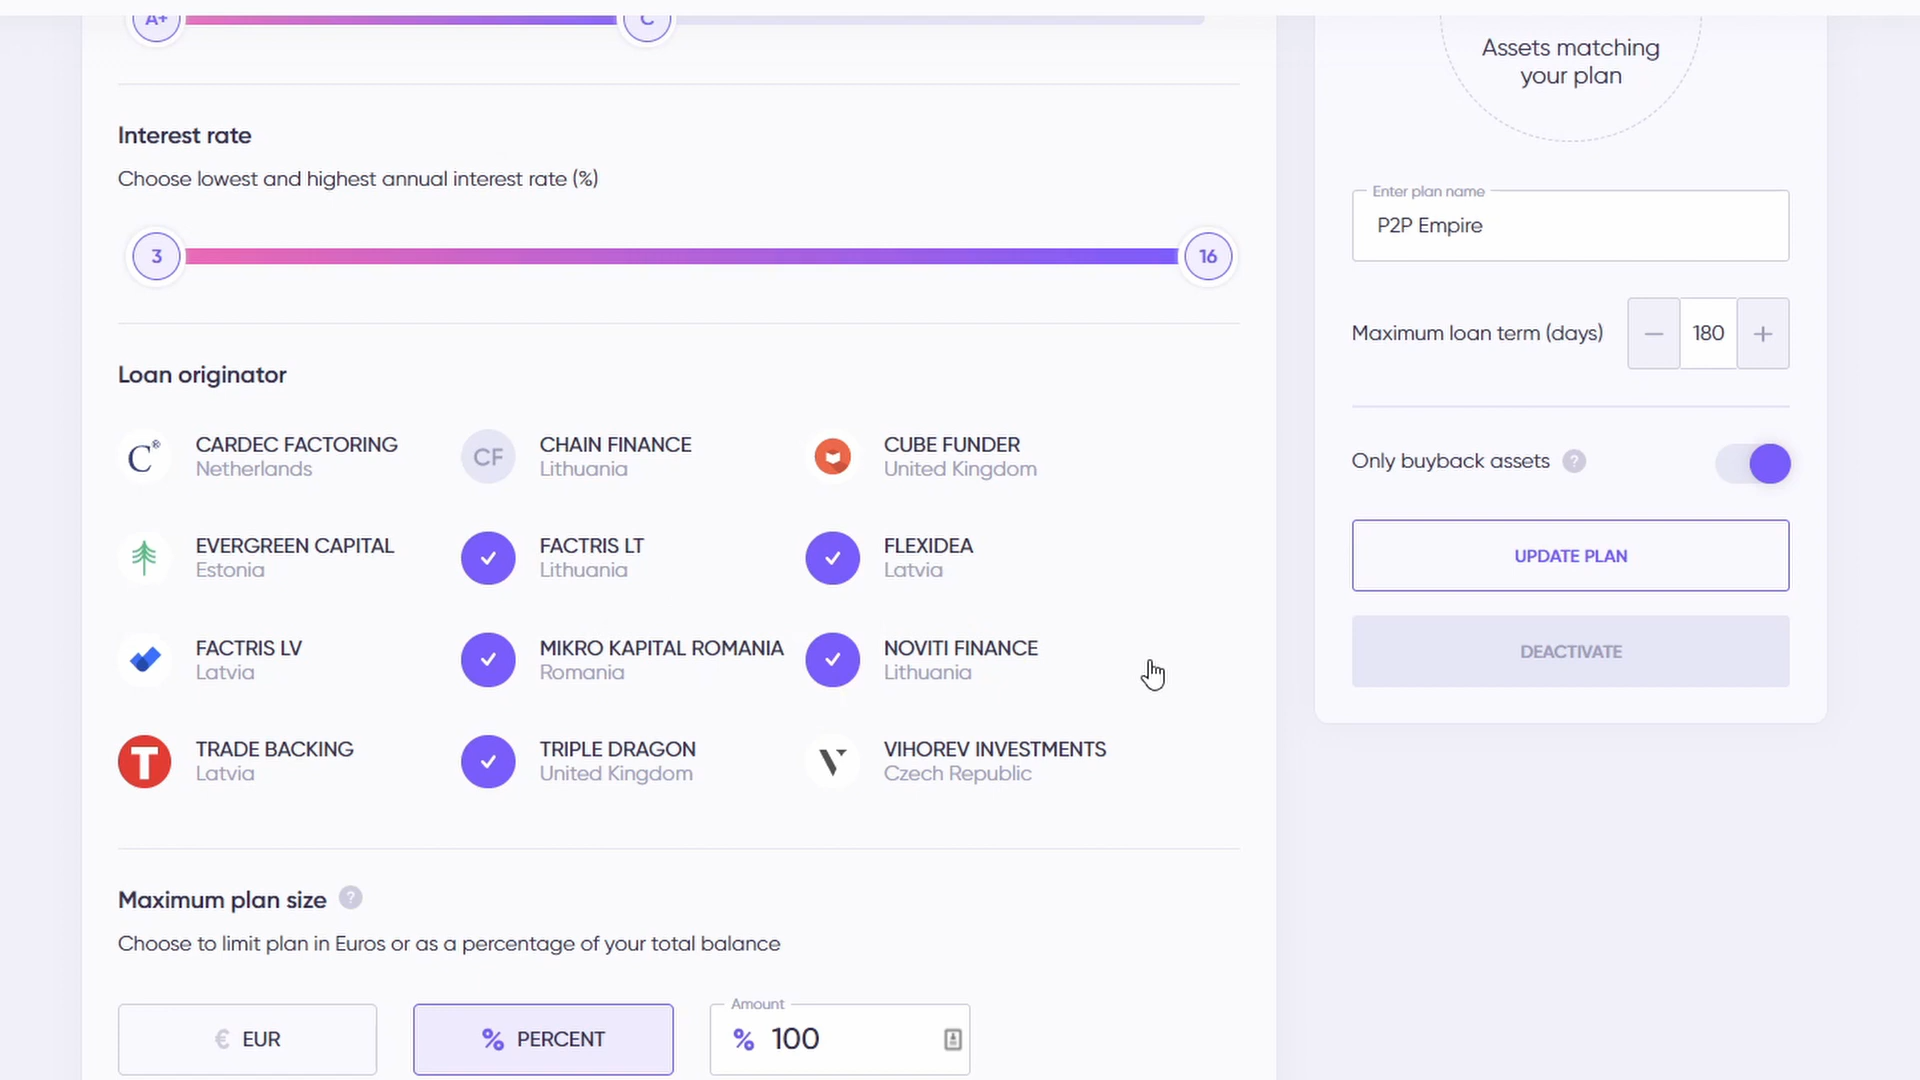 A+
C
Interest rate
Choose lowest and highest annual interest rate (%)
3
16
Loan originator
C®
CARDEC FACTORING
Netherlands
CF
CHAIN FINANCE
Lithuania
CUBE FUNDER
United Kingdom
EVERGREEN CAPITAL
Estonia
FACTRIS LT
Lithuania
FLEXIDEA
Latvia
FACTRIS LV
Latvia
MIKRO KAPITAL ROMANIA
Romania
NOVITI FINANCE
Lithuania
T
TRADE BACKING
Latvia
TRIPLE DRAGON
United Kingdom
V
VIHOREV INVESTMENTS
Czech Republic
Maximum plan size ?
Choose to limit plan in Euros or as a percentage of your total balance
€ EUR
% PERCENT
Amount
% 100
Assets matching
your plan
Enter plan name
P2P Empire
Maximum loan term (days)
− 180 +
Only buyback assets ?
UPDATE PLAN
DEACTIVATE